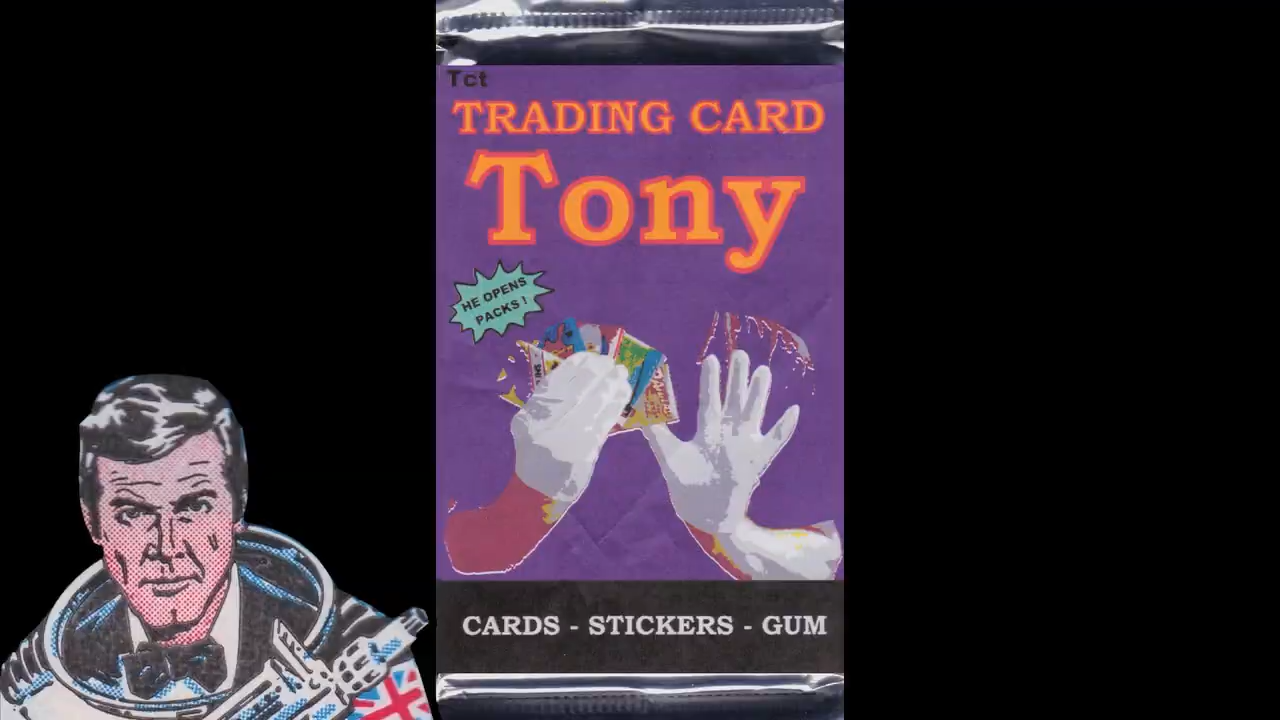 Tct
TRADING CARD
Tony
HE OPENS
PACKS !
CARDS - STICKERS - GUM